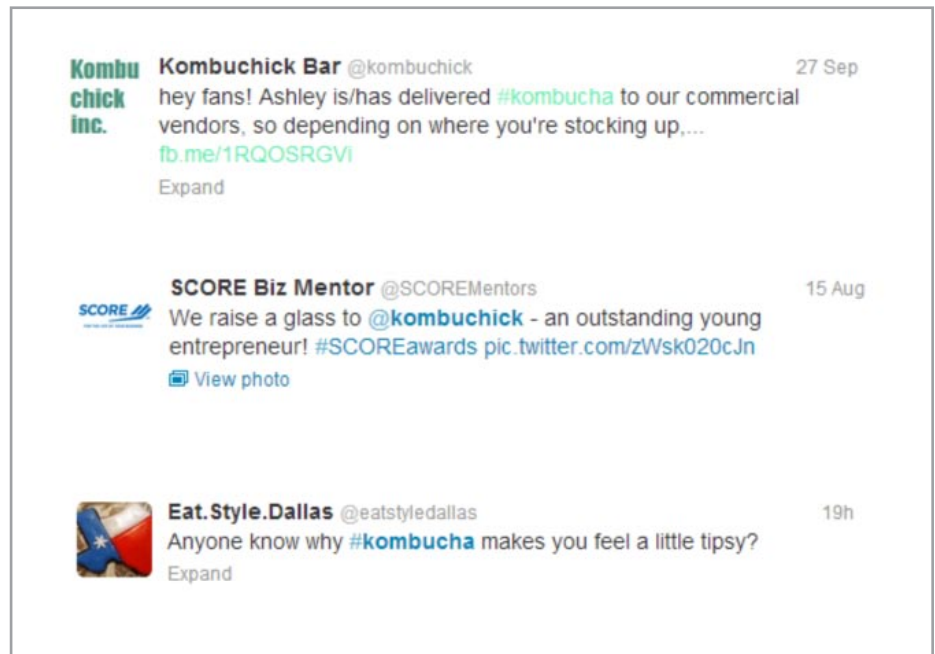 Kombu
chick
inc.
Kombuchick Bar @kombuchick 27 Sep
hey fans! Ashley is/has delivered #kombucha to our commercial
vendors, so depending on where you're stocking up,...
fb.me/1RQOSRGVi
Expand
SCORE
SCORE Biz Mentor @SCOREMentors 15 Aug
We raise a glass to @kombuchick - an outstanding young
entrepreneur! #SCOREawards pic.twitter.com/zWsk020cJn
View photo
Eat.Style.Dallas @eatstyledallas 19h
Anyone know why #kombucha makes you feel a little tipsy?
Expand